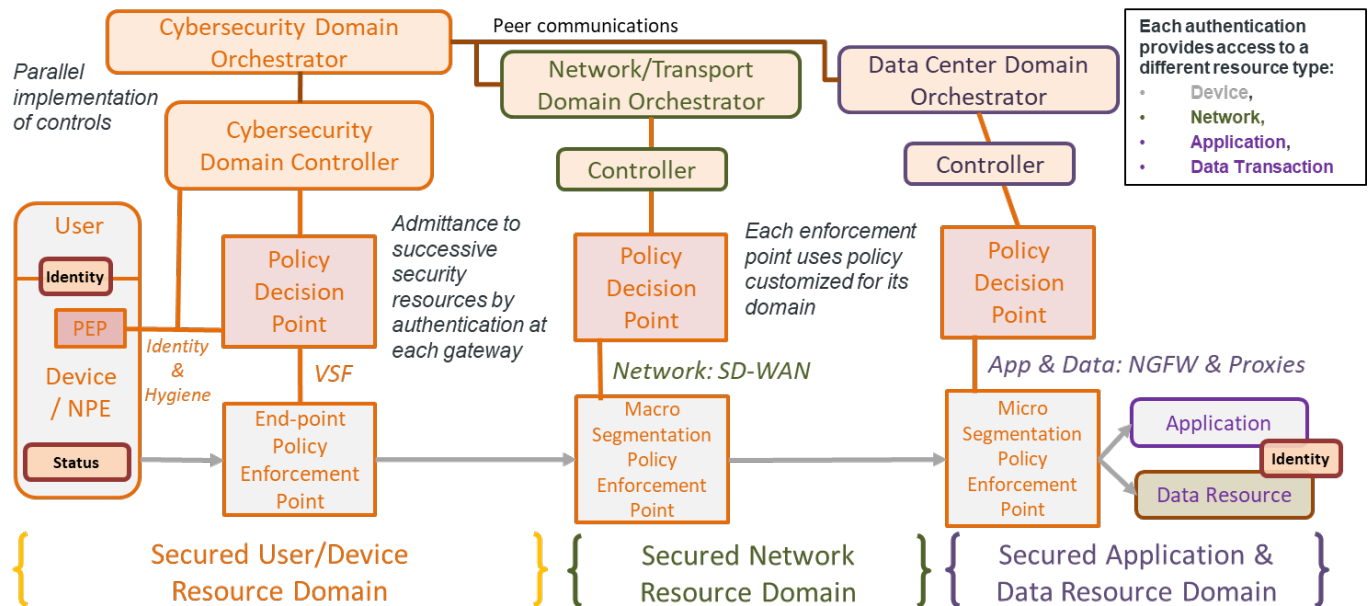 Cybersecurity Domain
Orchestrator
Peer communications
Each authentication
provides access to a
different resource type:
• Device,
• Network,
• Application,
• Data Transaction
Parallel
implementation
of controls
Network/Transport
Domain Orchestrator
Data Center Domain
Orchestrator
Cybersecurity
Domain Controller
Controller
Controller
User
Identity
PEP
Device
/ NPE
Status
Identity
&
Hygiene
Policy
Decision
Point
Admittance to
successive
security
resources by
authentication at
each gateway
Policy
Decision
Point
Each enforcement
point uses policy
customized for its
domain
Policy
Decision
Point
VSF
Network: SD-WAN
App & Data: NGFW & Proxies
End-point
Policy
Enforcement
Point
Macro
Segmentation
Policy
Enforcement
Point
Micro
Segmentation
Policy
Enforcement
Point
Application
Identity
Data Resource
Secured User/Device
Resource Domain
Secured Network
Resource Domain
Secured Application &
Data Resource Domain